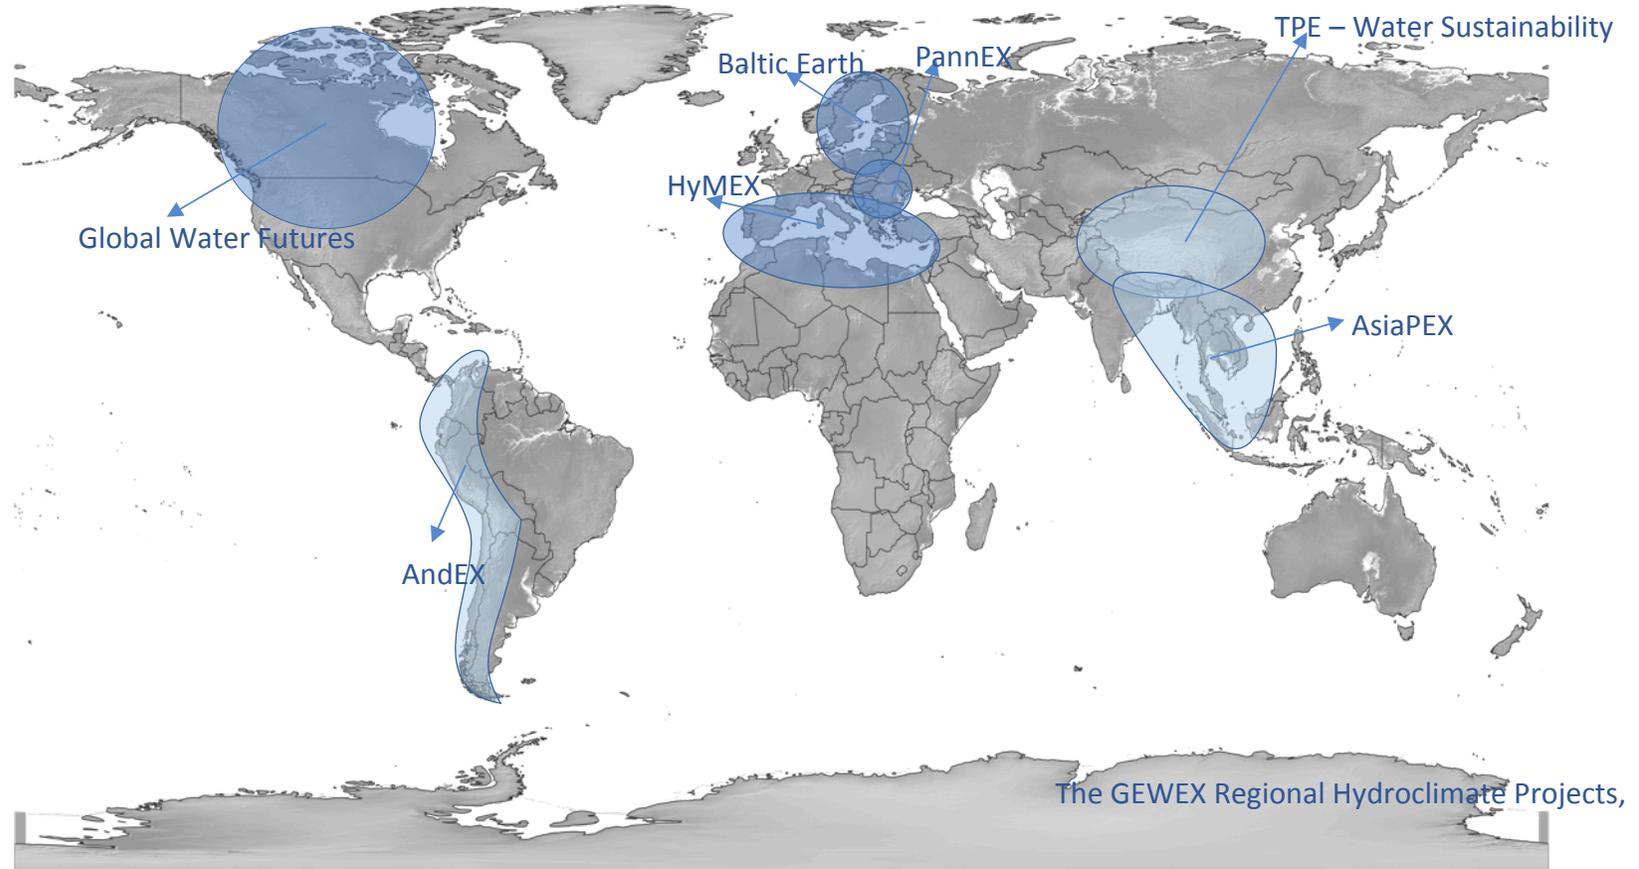 TPE – Water Sustainability
Baltic Earth
PannEX
HyMEX
Global Water Futures
AsiaPEX
AndEX
The GEWEX Regional Hydroclimate Projects,